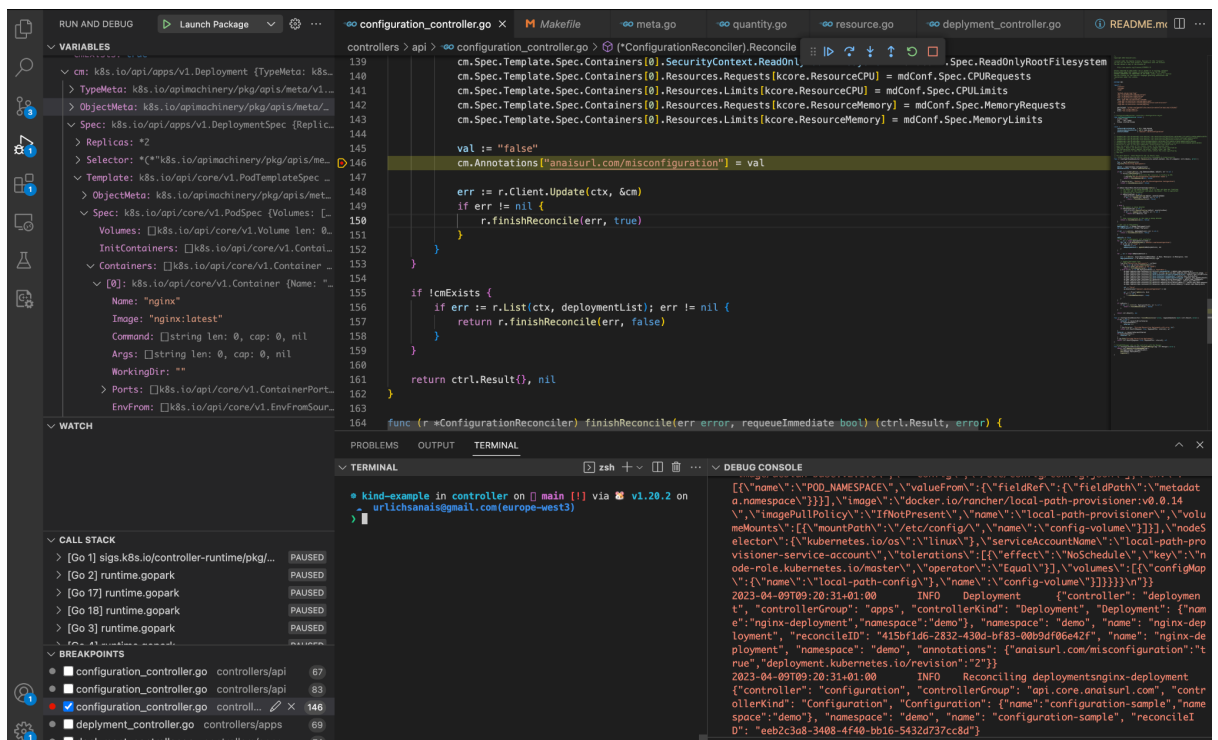 RUN AND DEBUG
Launch Package
configuration_controller.go
Makefile
meta.go
quantity.go
resource.go
deplyment_controller.go
README.m
VARIABLES
controllers > api > configuration_controller.go > (*ConfigurationReconciler).Reconcile
cm: k8s.io/api/apps/v1.Deployment {TypeMeta: k8s…
TypeMeta: k8s.io/apimachinery/pkg/apis/meta/v1.…
ObjectMeta: k8s.io/apimachinery/pkg/apis/meta/…
Spec: k8s.io/api/apps/v1.DeploymentSpec {Replic…
Replicas: *2
Selector: *(*"k8s.io/apimachinery/pkg/apis/me…
Template: k8s.io/api/core/v1.PodTemplateSpec …
ObjectMeta: k8s.io/apimachinery/pkg/apis/met…
Spec: k8s.io/api/core/v1.PodSpec {Volumes: […
Volumes: []k8s.io/api/core/v1.Volume len: 0…
InitContainers: []k8s.io/api/core/v1.Contai…
Containers: []k8s.io/api/core/v1.Container …
[0]: k8s.io/api/core/v1.Container {Name: "…
Name: "nginx"
Image: "nginx:latest"
Command: []string len: 0, cap: 0, nil
Args: []string len: 0, cap: 0, nil
WorkingDir: ""
Ports: []k8s.io/api/core/v1.ContainerPort…
EnvFrom: []k8s.io/api/core/v1.EnvFromSour…
139 cm.Spec.Template.Spec.Containers[0].SecurityContext.ReadOnly .Spec.ReadOnlyRootFilesystem
140 cm.Spec.Template.Spec.Containers[0].Resources.Requests[kcore.ResourceCPU] = mdConf.Spec.CPURequests
141 cm.Spec.Template.Spec.Containers[0].Resources.Limits[kcore.ResourceCPU] = mdConf.Spec.CPULimits
142 cm.Spec.Template.Spec.Containers[0].Resources.Requests[kcore.ResourceMemory] = mdConf.Spec.MemoryRequests
143 cm.Spec.Template.Spec.Containers[0].Resources.Limits[kcore.ResourceMemory] = mdConf.Spec.MemoryLimits
144
145 val := "false"
146 cm.Annotations["anaisurl.com/misconfiguration"] = val
147
148 err := r.Client.Update(ctx, &cm)
149 if err != nil {
150 r.finishReconcile(err, true)
151 }
152 }
153 }
154
155 if !cmExists {
156 if err := r.List(ctx, deploymentList); err != nil {
157 return r.finishReconcile(err, false)
158 }
159 }
160
161 return ctrl.Result{}, nil
162 }
163
164 func (r *ConfigurationReconciler) finishReconcile(err error, requeueImmediate bool) (ctrl.Result, error) {
WATCH
PROBLEMS OUTPUT TERMINAL
TERMINAL
zsh
kind-example in controller on main [!] via v1.20.2 on
urlichsanais@gmail.com(europe-west3)
❯
DEBUG CONSOLE
[{\"name\":\"POD_NAMESPACE\",\"valueFrom\":{\"fieldRef\":{\"fieldPath\":\"metadat
a.namespace\"}}}],\"image\":\"docker.io/rancher/local-path-provisioner:v0.0.14
\",\"imagePullPolicy\":\"IfNotPresent\",\"name\":\"local-path-provisioner\",\"volu
meMounts\":[{\"mountPath\":\"/etc/config/\",\"name\":\"config-volume\"}]}],\"nodeS
elector\":{\"kubernetes.io/os\":\"linux\"},\"serviceAccountName\":\"local-path-pro
visioner-service-account\",\"tolerations\":[{\"effect\":\"NoSchedule\",\"key\":\"n
ode-role.kubernetes.io/master\",\"operator\":\"Equal\"}],\"volumes\":[{\"configMap
\":{\"name\":\"local-path-config\"},\"name\":\"config-volume\"}]}}}}\n"}}
2023-04-09T09:20:31+01:00 INFO Deployment {"controller": "deploymen
t", "controllerGroup": "apps", "controllerKind": "Deployment", "Deployment": {"nam
e":"nginx-deployment","namespace":"demo"}, "namespace": "demo", "name": "nginx-dep
loyment", "reconcileID": "415bf1d6-2832-430d-bf83-00b9df06e42f", "name": "nginx-de
ployment", "namespace": "demo", "annotations": {"anaisurl.com/misconfiguration":"t
rue","deployment.kubernetes.io/revision":"2"}}
2023-04-09T09:20:31+01:00 INFO Reconciling deploymentsnginx-deployment
{"controller": "configuration", "controllerGroup": "api.core.anaisurl.com", "contr
ollerKind": "Configuration", "Configuration": {"name":"configuration-sample","name
space":"demo"}, "namespace": "demo", "name": "configuration-sample", "reconcileI
D": "eeb2c3a8-3408-4f40-bb16-5432d737cc8d"}
CALL STACK
[Go 1] sigs.k8s.io/controller-runtime/pkg/… PAUSED
[Go 2] runtime.gopark PAUSED
[Go 17] runtime.gopark PAUSED
[Go 18] runtime.gopark PAUSED
[Go 3] runtime.gopark PAUSED
BREAKPOINTS
configuration_controller.go controllers/api 67
configuration_controller.go controllers/api 83
configuration_controller.go controll… 146
deplyment_controller.go controllers/apps 69